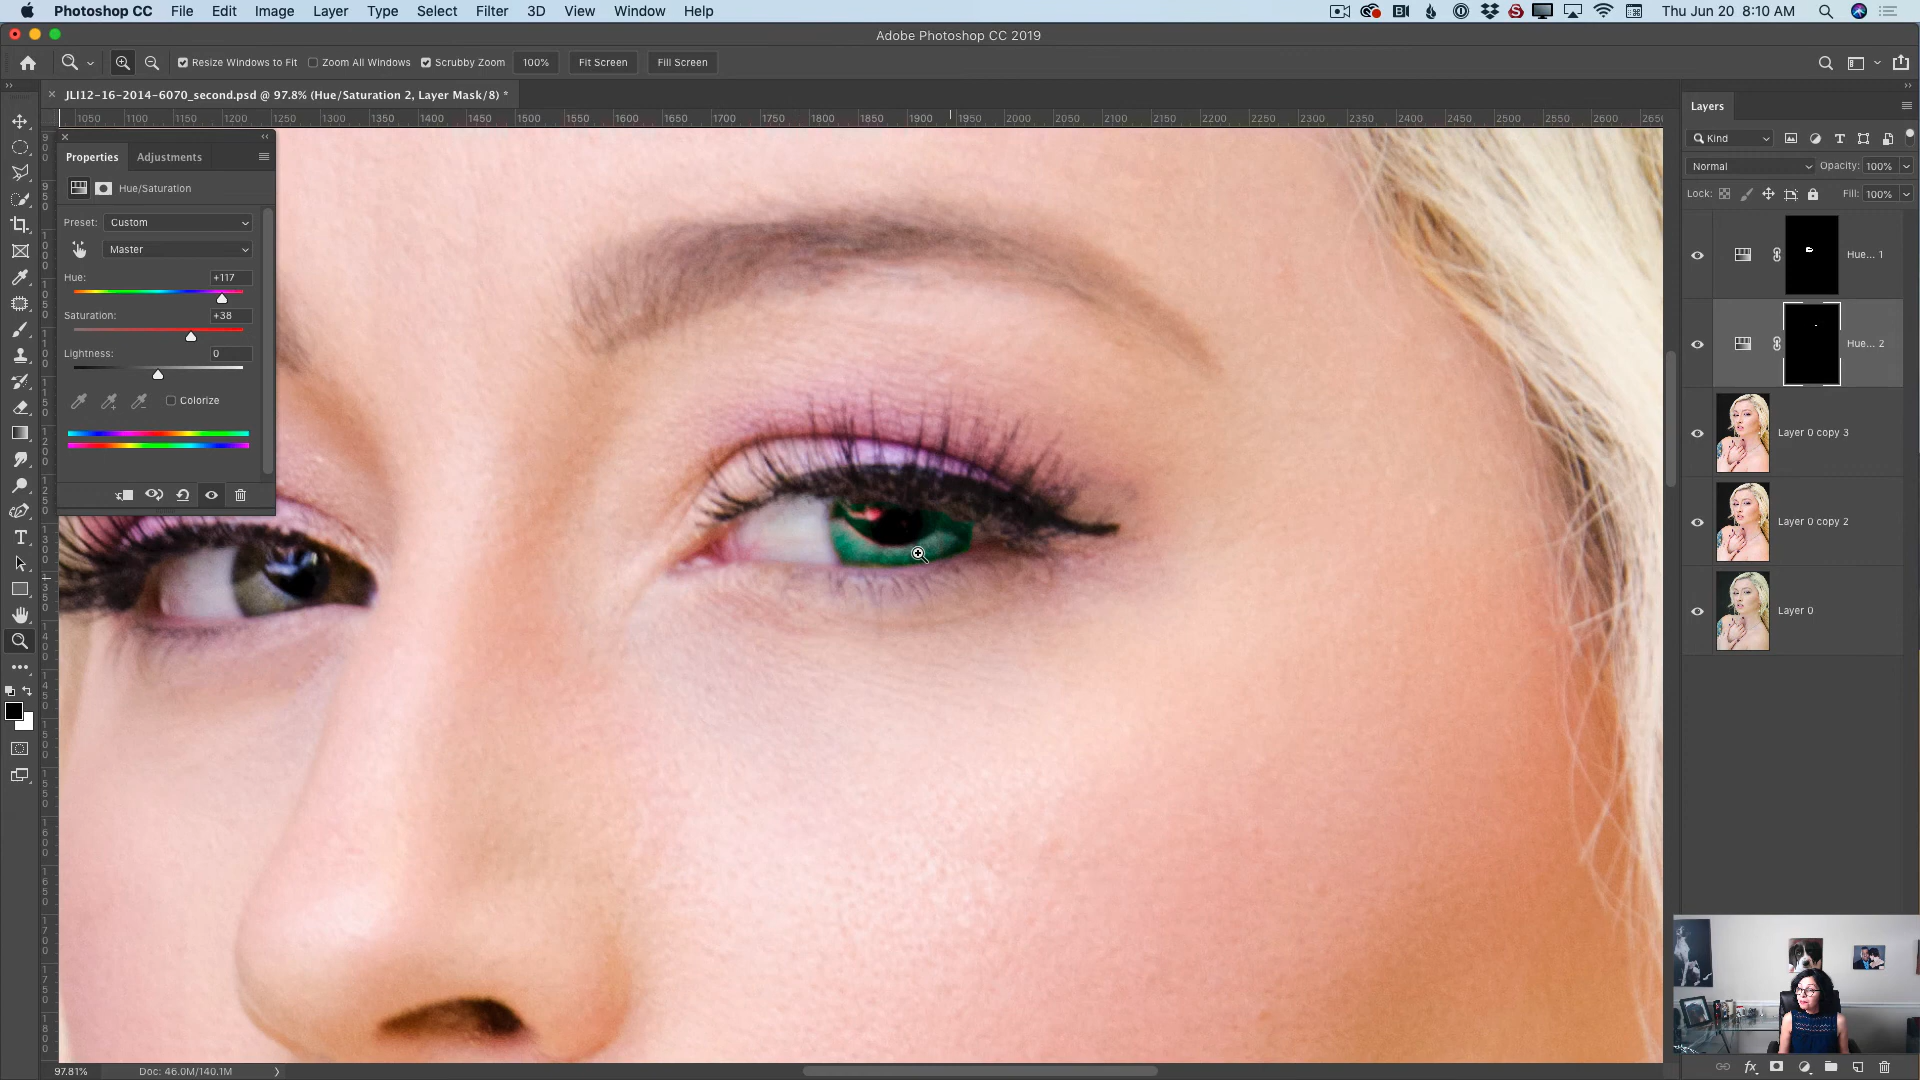 Photoshop CC File Edit Image Layer Type Select Filter 3D View Window Help Thu Jun 20 8:10 AM
Adobe Photoshop CC 2019
Resize Windows to Fit Zoom All Windows Scrubby Zoom 100% Fit Screen Fill Screen
JLI12-16-2014-6070_second.psd @ 97.8% (Hue/Saturation 2, Layer Mask/8) *
1050 1100 1150 1200 1250 1300 1350 1400 1450 1500 1550 1600 1650 1700 1750 1800 1850 1900 1950 2000 2050 2100 2150 2200 2250 2300 2350 2400 2450 2500 2550 2600 2650
Properties Adjustments
Hue/Saturation
Preset: Custom
Master
Hue: +117
Saturation: +38
Lightness: 0
Colorize
Layers
Kind
Normal Opacity: 100%
Lock: Fill: 100%
Hue... 1
Hue... 2
Layer 0 copy 3
Layer 0 copy 2
Layer 0
97.81% Doc: 46.0M/140.1M